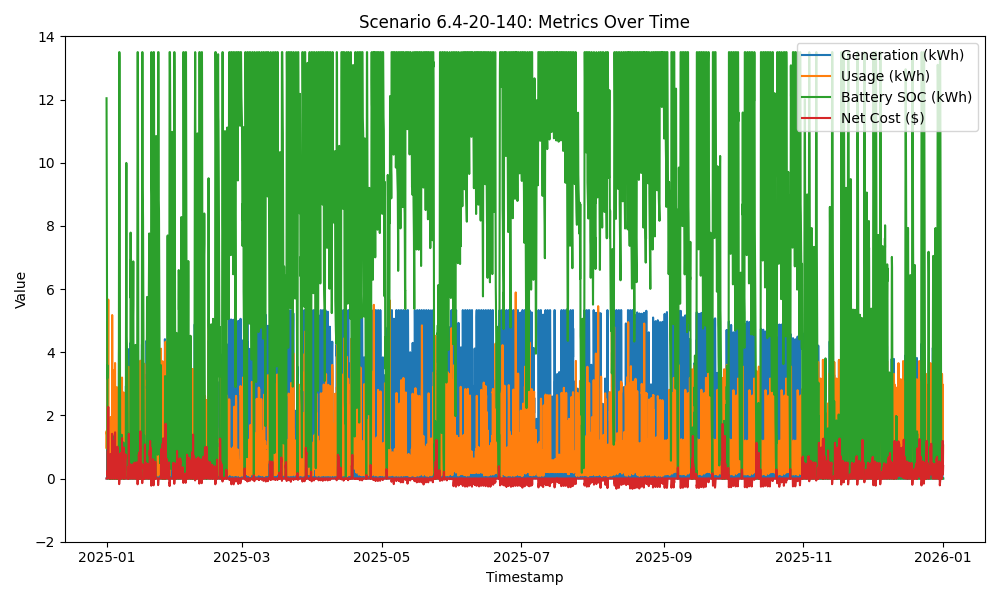 Scenario 6.4-20-140: Metrics Over Time
Generation (kWh)
Usage (kWh)
Battery SOC (kWh)
Net Cost ($)
Value
14
12
10
8
6
4
2
0
−2
2025-01
2025-03
2025-05
2025-07
2025-09
2025-11
2026-01
Timestamp